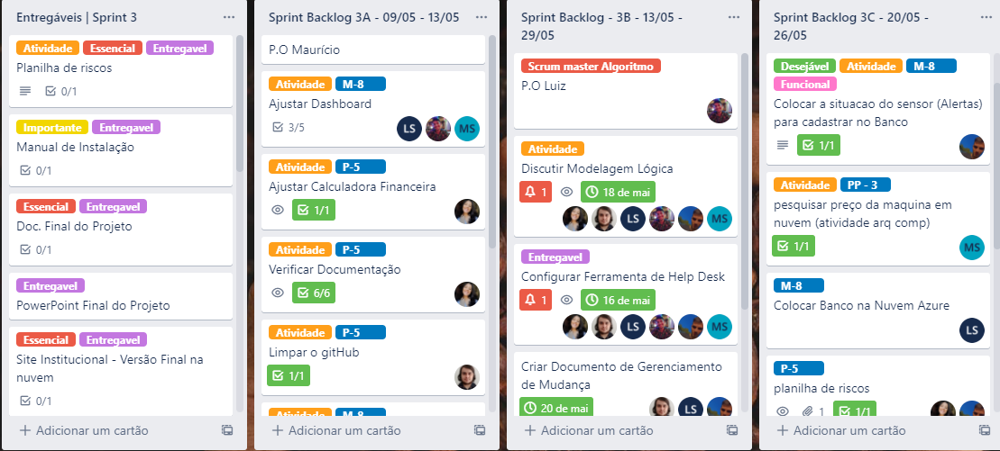 Entregáveis | Sprint 3
Atividade Essencial Entregavel
Planilha de riscos
0/1
Importante Entregavel
Manual de Instalação
0/1
Essencial Entregavel
Doc. Final do Projeto
0/1
Entregavel
PowerPoint Final do Projeto
Essencial Entregavel
Site Institucional - Versão Final na
nuvem
0/1
+ Adicionar um cartão
Sprint Backlog 3A - 09/05 - 13/05
P.O Maurício
Atividade M-8
Ajustar Dashboard
3/5 LS MS
Atividade P-5
Ajustar Calculadora Financeira
1/1
Atividade P-5
Verificar Documentação
6/6
Atividade P-5
Limpar o gitHub
1/1
Atividade M-8
+ Adicionar um cartão
Sprint Backlog - 3B - 13/05 -
29/05
Scrum master Algoritmo
P.O Luiz
Atividade
Discutir Modelagem Lógica
1 18 de mai
LS MS
Entregavel
Configurar Ferramenta de Help Desk
1 16 de mai
LS MS
Criar Documento de Gerenciamento
de Mudança
20 de mai LS
+ Adicionar um cartão
Sprint Backlog 3C - 20/05 -
26/05
Desejável Atividade M-8
Funcional
Colocar a situacao do sensor (Alertas)
para cadastrar no Banco
1/1
Atividade PP - 3
pesquisar preço da maquina em
nuvem (atividade arq comp)
1/1 MS
M-8
Colocar Banco na Nuvem Azure
LS
P-5
planilha de riscos
1 1/1
+ Adicionar um cartão